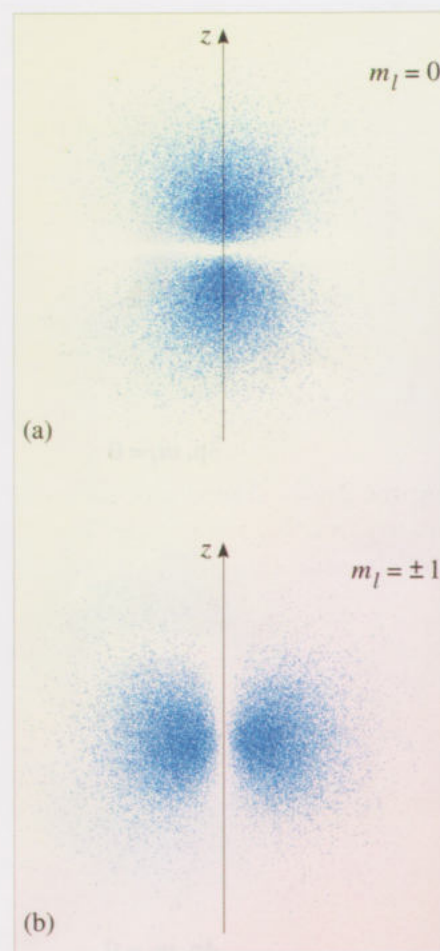 z
m_l = 0
(a)
z
m_l = ± 1
(b)